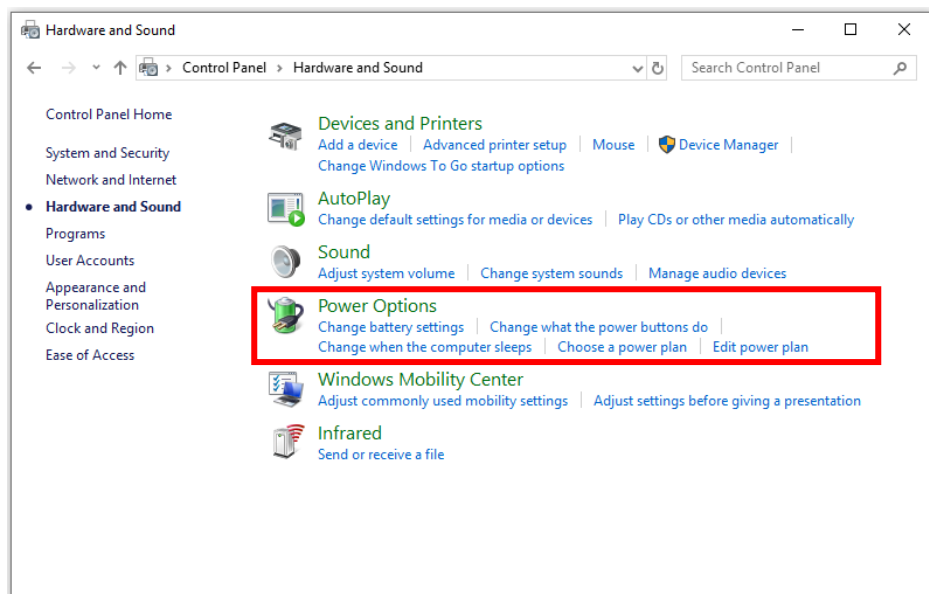 Hardware and Sound
Control Panel > Hardware and Sound
Search Control Panel
Control Panel Home
System and Security
Network and Internet
Hardware and Sound
Programs
User Accounts
Appearance and
Personalization
Clock and Region
Ease of Access
Devices and Printers
Add a device | Advanced printer setup | Mouse | Device Manager |
Change Windows To Go startup options
AutoPlay
Change default settings for media or devices | Play CDs or other media automatically
Sound
Adjust system volume | Change system sounds | Manage audio devices
Power Options
Change battery settings | Change what the power buttons do |
Change when the computer sleeps | Choose a power plan | Edit power plan
Windows Mobility Center
Adjust commonly used mobility settings | Adjust settings before giving a presentation
Infrared
Send or receive a file